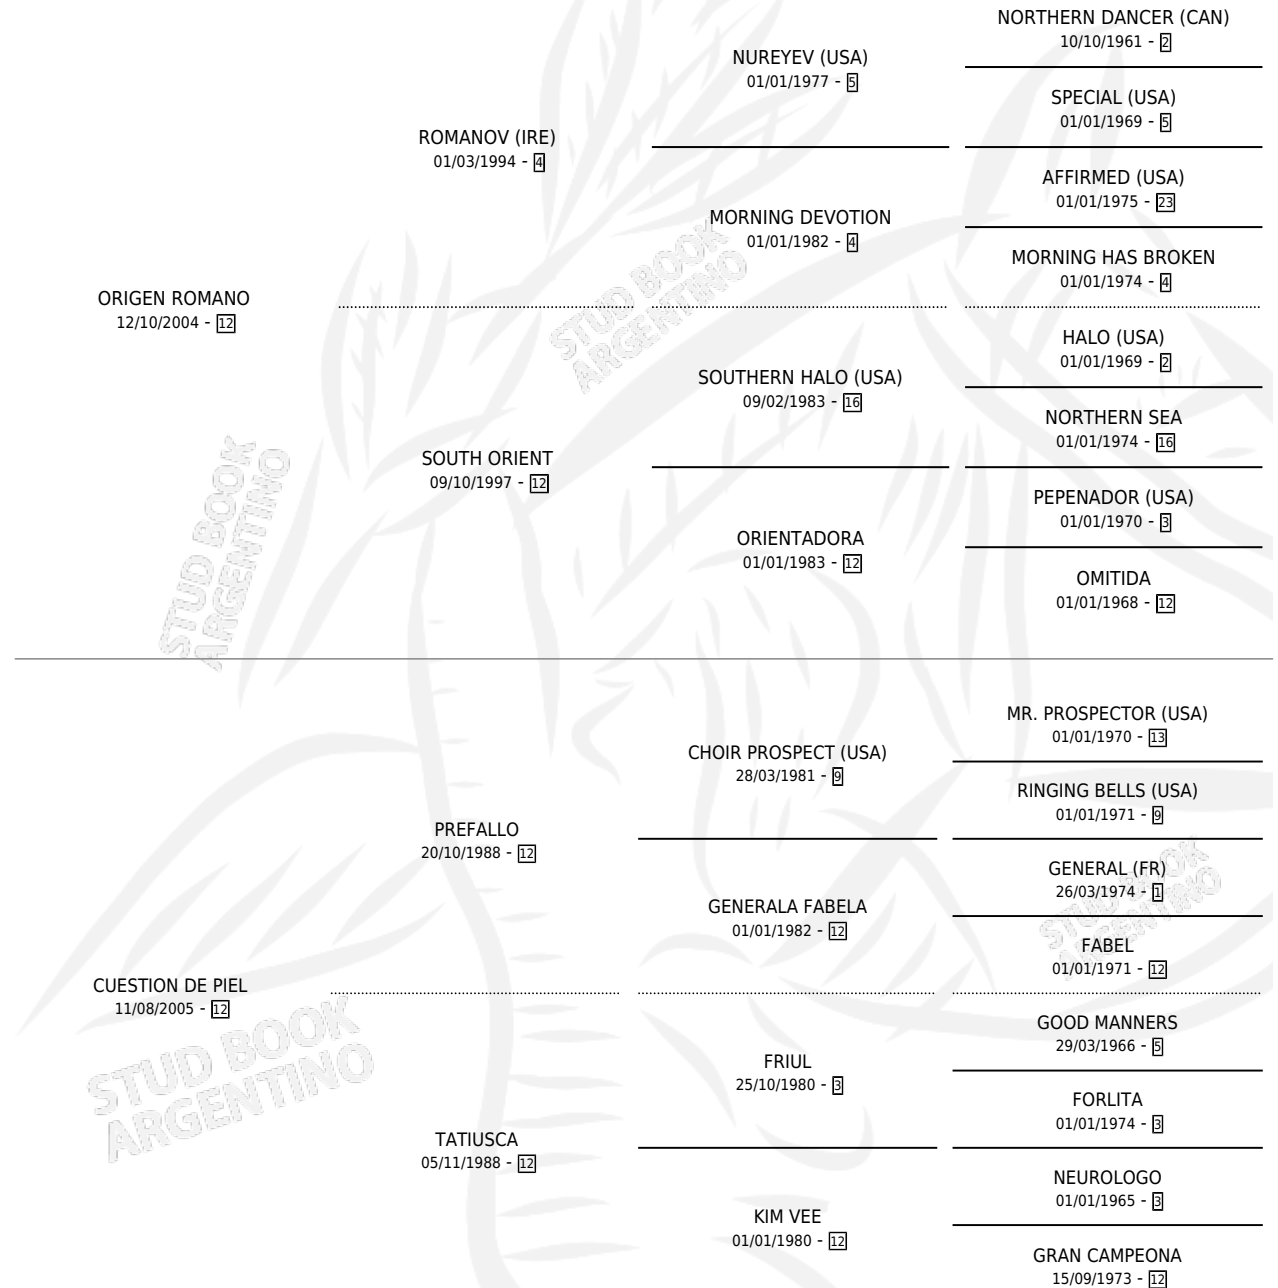 NORTHERN DANCER (CAN)
10/10/1961 - 2
NUREYEV (USA)
01/01/1977 - 5
SPECIAL (USA)
01/01/1969 - 5
ROMANOV (IRE)
01/03/1994 - 4
AFFIRMED (USA)
01/01/1975 - 23
MORNING DEVOTION
01/01/1982 - 4
MORNING HAS BROKEN
01/01/1974 - 4
ORIGEN ROMANO
12/10/2004 - 12
HALO (USA)
01/01/1969 - 2
SOUTHERN HALO (USA)
09/02/1983 - 16
NORTHERN SEA
01/01/1974 - 16
SOUTH ORIENT
09/10/1997 - 12
PEPENADOR (USA)
01/01/1970 - 3
ORIENTADORA
01/01/1983 - 12
OMITIDA
01/01/1968 - 12
STUD BOOK
ARGENTINO
STUD BOOK
ARGENTINO
MR. PROSPECTOR (USA)
01/01/1970 - 13
CHOIR PROSPECT (USA)
28/03/1981 - 9
RINGING BELLS (USA)
01/01/1971 - 9
PREFALLO
20/10/1988 - 12
GENERAL (FR)
26/03/1974 - 1
GENERALA FABELA
01/01/1982 - 12
FABEL
01/01/1971 - 12
CUESTION DE PIEL
11/08/2005 - 12
GOOD MANNERS
29/03/1966 - 5
FRIUL
25/10/1980 - 3
FORLITA
01/01/1974 - 3
TATIUSCA
05/11/1988 - 12
NEUROLOGO
01/01/1965 - 3
KIM VEE
01/01/1980 - 12
GRAN CAMPEONA
15/09/1973 - 12
STUD BOOK
ARGENTINO
STUD BOOK
ARGENTINO